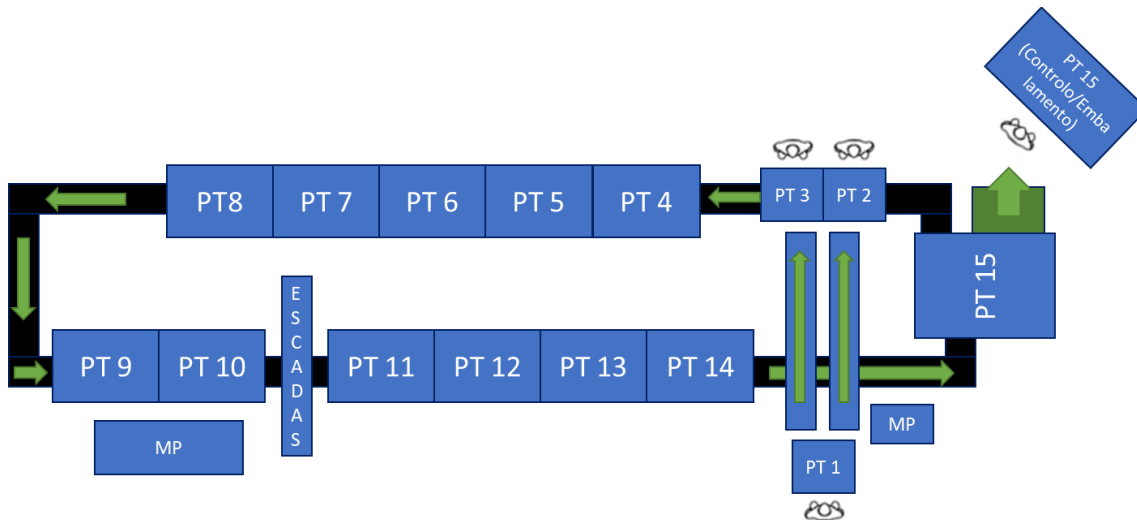 PT 15
(Controlo/Emba
lamento)
PT8
PT 7
PT 6
PT 5
PT 4
PT 3
PT 2
PT 15
PT 9
PT 10
ESCADAS
PT 11
PT 12
PT 13
PT 14
MP
MP
PT 1